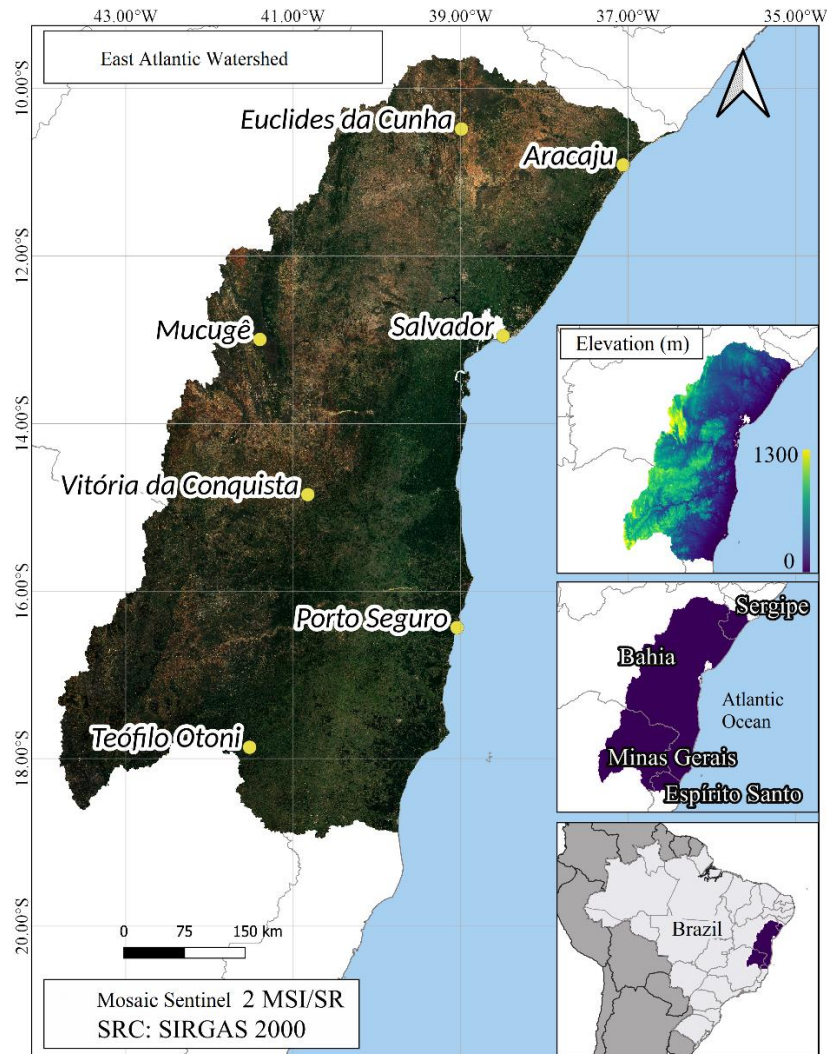 43.00°W
41.00°W
39.00°W
37.00°W
35.00°W
East Atlantic Watershed
10.00°S
Euclides da Cunha
Aracaju
12.00°S
Mucugê
Salvador
Elevation (m)
1300
0
14.00°S
Vitória da Conquista
16.00°S
Porto Seguro
Sergipe
Bahia
Atlantic
Ocean
Minas Gerais
Espírito Santo
Teófilo Otoni
18.00°S
Brazil
20.00°S
0 75 150 km
Mosaic Sentinel 2 MSI/SR
SRC: SIRGAS 2000